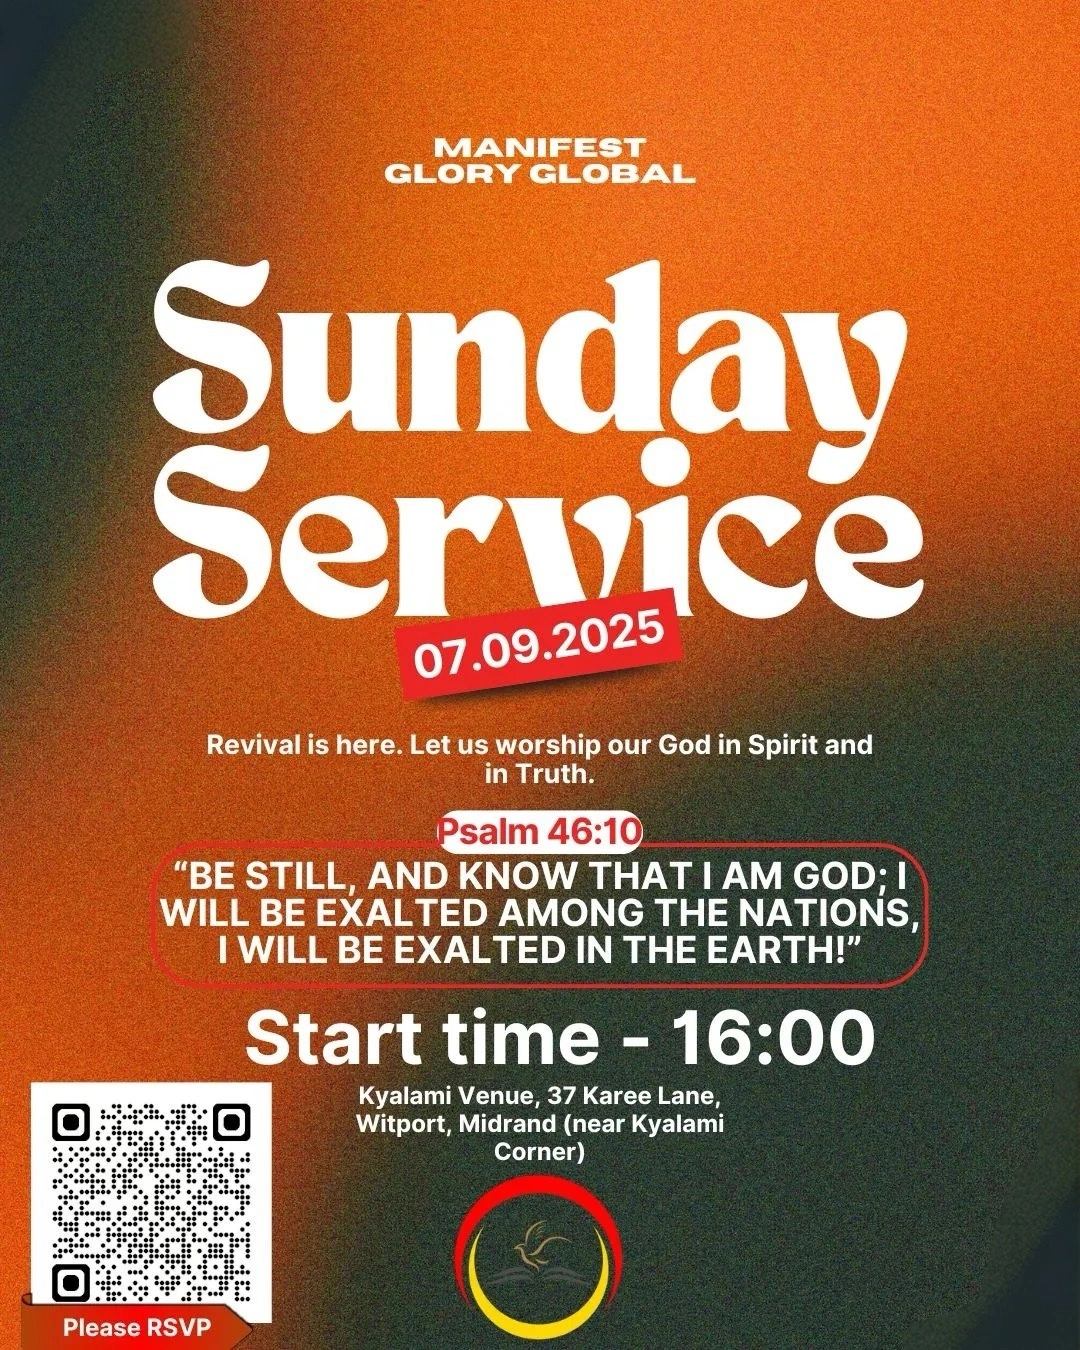 MANIFEST
GLORY GLOBAL
Sunday
Service
07.09.2025
Revival is here. Let us worship our God in Spirit and
in Truth.
Psalm 46:10
“BE STILL, AND KNOW THAT I AM GOD; I
WILL BE EXALTED AMONG THE NATIONS,
I WILL BE EXALTED IN THE EARTH!”
Start time - 16:00
Kyalami Venue, 37 Karee Lane,
Witport, Midrand (near Kyalami
Corner)
Please RSVP